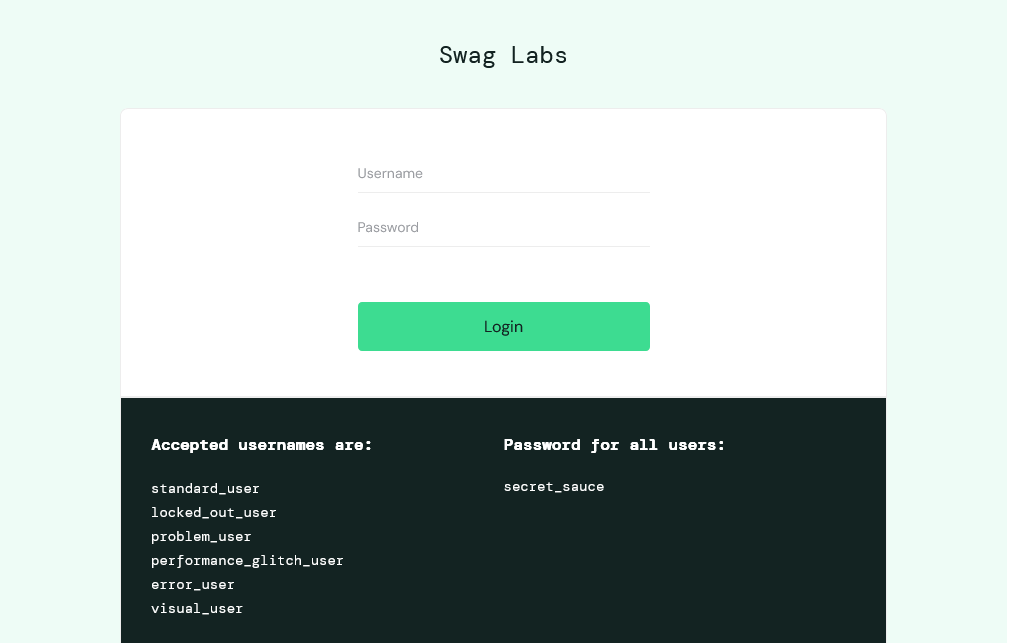 Swag Labs
Username
Password
Login
Accepted usernames are:
standard_user
locked_out_user
problem_user
performance_glitch_user
error_user
visual_user
Password for all users:
secret_sauce